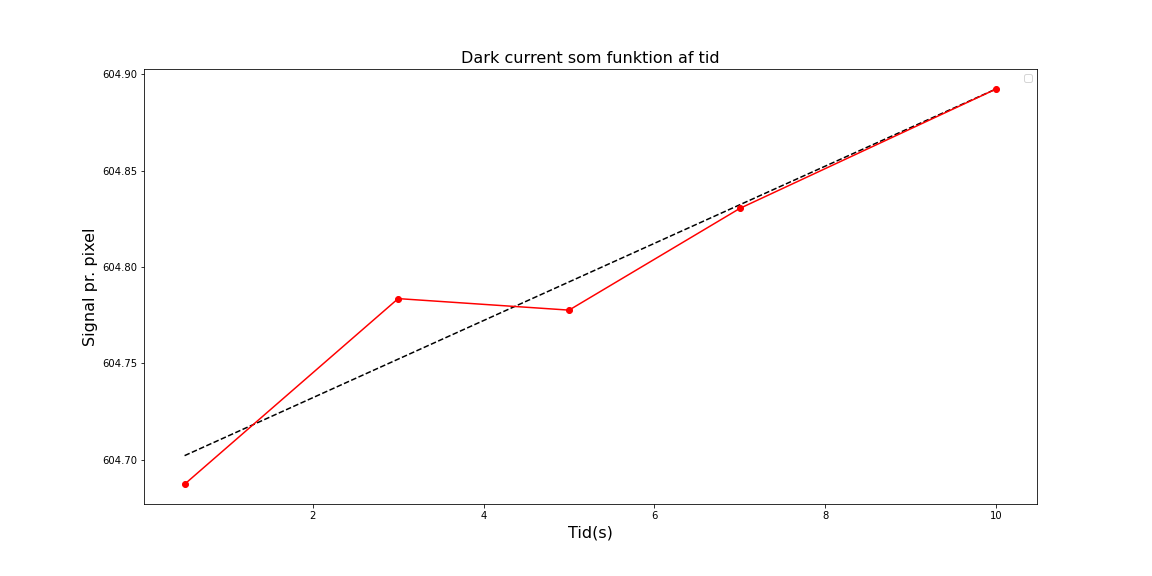 Dark current som funktion af tid
604.90
604.85
604.80
604.75
604.70
Signal pr. pixel
2 4 6 8 10
Tid(s)